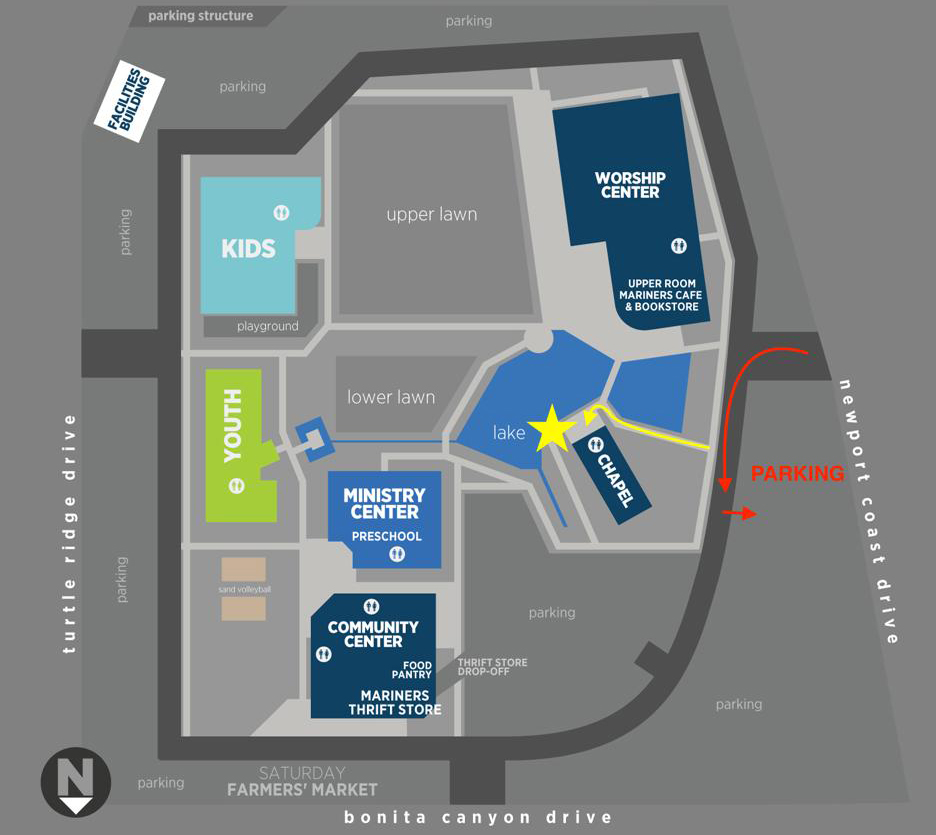 parking structure
parking
FACILITIES
BUILDING
parking
WORSHIP
CENTER
upper lawn
parking
KIDS
UPPER ROOM
MARINERS CAFE
& BOOKSTORE
playground
lower lawn
YOUTH
lake
newport coast drive
turtle ridge drive
CHAPEL
PARKING
MINISTRY
CENTER
PRESCHOOL
parking
sand volleyball
parking
COMMUNITY
CENTER
FOOD
PANTRY
THRIFT STORE
DROP-OFF
MARINERS
THRIFT STORE
parking
N
parking
SATURDAY
FARMERS' MARKET
bonita canyon drive